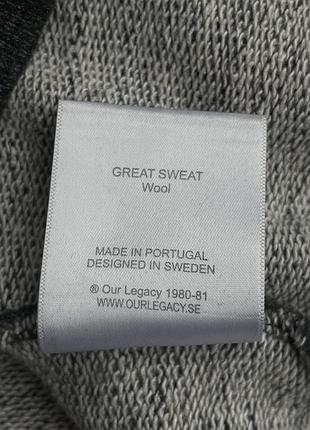 GREAT SWEAT
Wool
MADE IN PORTUGAL
DESIGNED IN SWEDEN
® Our Legacy 1980-81
WWW.OURLEGACY.SE